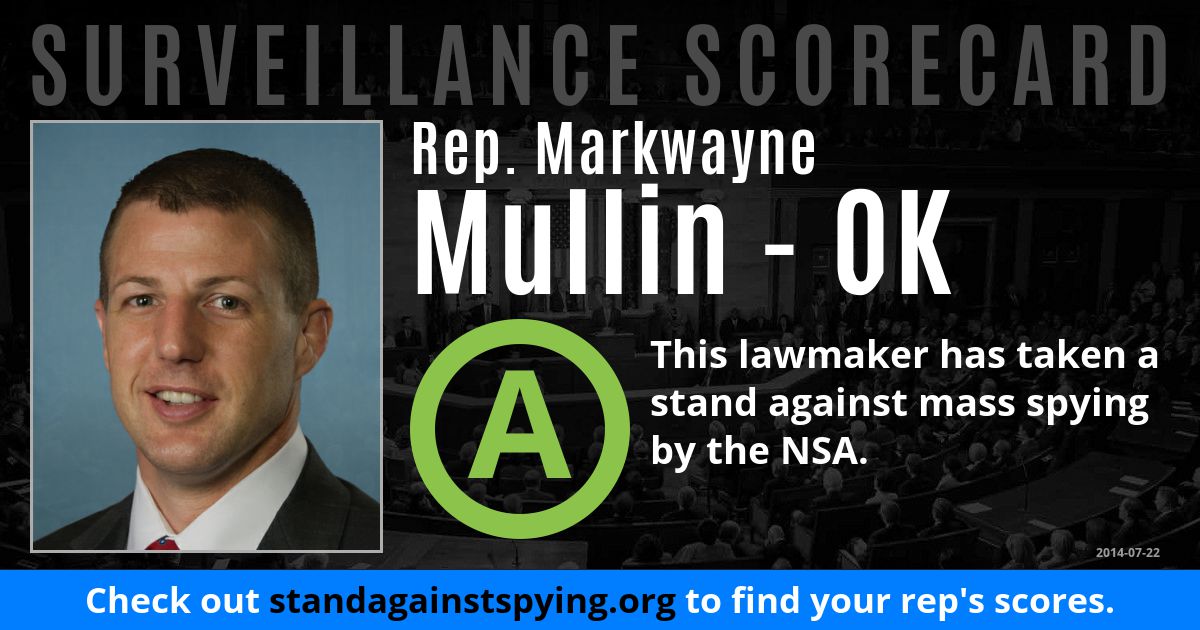 SURVEILLANCE SCORECARD
Rep. Markwayne
Mullin - OK
A
This lawmaker has taken a
stand against mass spying
by the NSA.
2014-07-22
Check out standagainstspying.org to find your rep's scores.